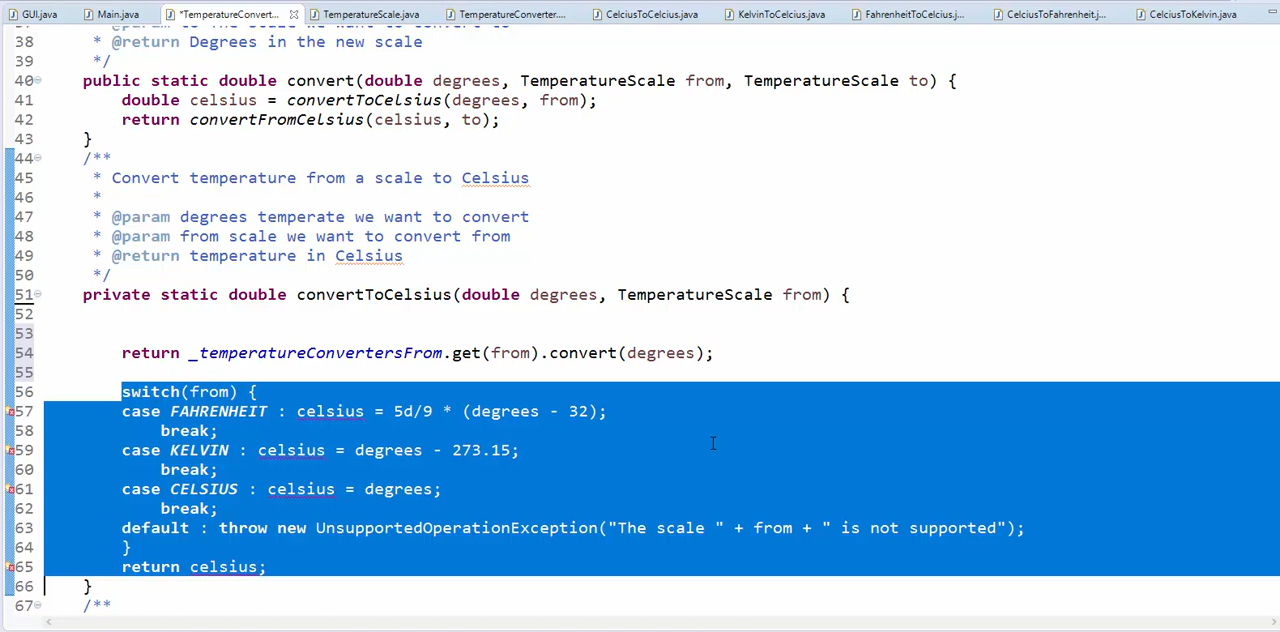 GUI.java Main.java *TemperatureConvert... TemperatureScale.java TemperatureConverter.... CelciusToCelcius.java KelvinToCelcius.java FahrenheitToCelcius.j... CelciusToFahrenheit.j... CelciusToKelvin.java
38 * @return Degrees in the new scale
39 */
40 public static double convert(double degrees, TemperatureScale from, TemperatureScale to) {
41 double celsius = convertToCelsius(degrees, from);
42 return convertFromCelsius(celsius, to);
43 }
44 /**
45 * Convert temperature from a scale to Celsius
46 *
47 * @param degrees temperate we want to convert
48 * @param from scale we want to convert from
49 * @return temperature in Celsius
50 */
51 private static double convertToCelsius(double degrees, TemperatureScale from) {
52
53
54 return _temperatureConvertersFrom.get(from).convert(degrees);
55
56 switch(from) {
57 case FAHRENHEIT : celsius = 5d/9 * (degrees - 32);
58 break;
59 case KELVIN : celsius = degrees - 273.15;
60 break;
61 case CELSIUS : celsius = degrees;
62 break;
63 default : throw new UnsupportedOperationException("The scale " + from + " is not supported");
64 }
65 return celsius;
66 }
67 /**